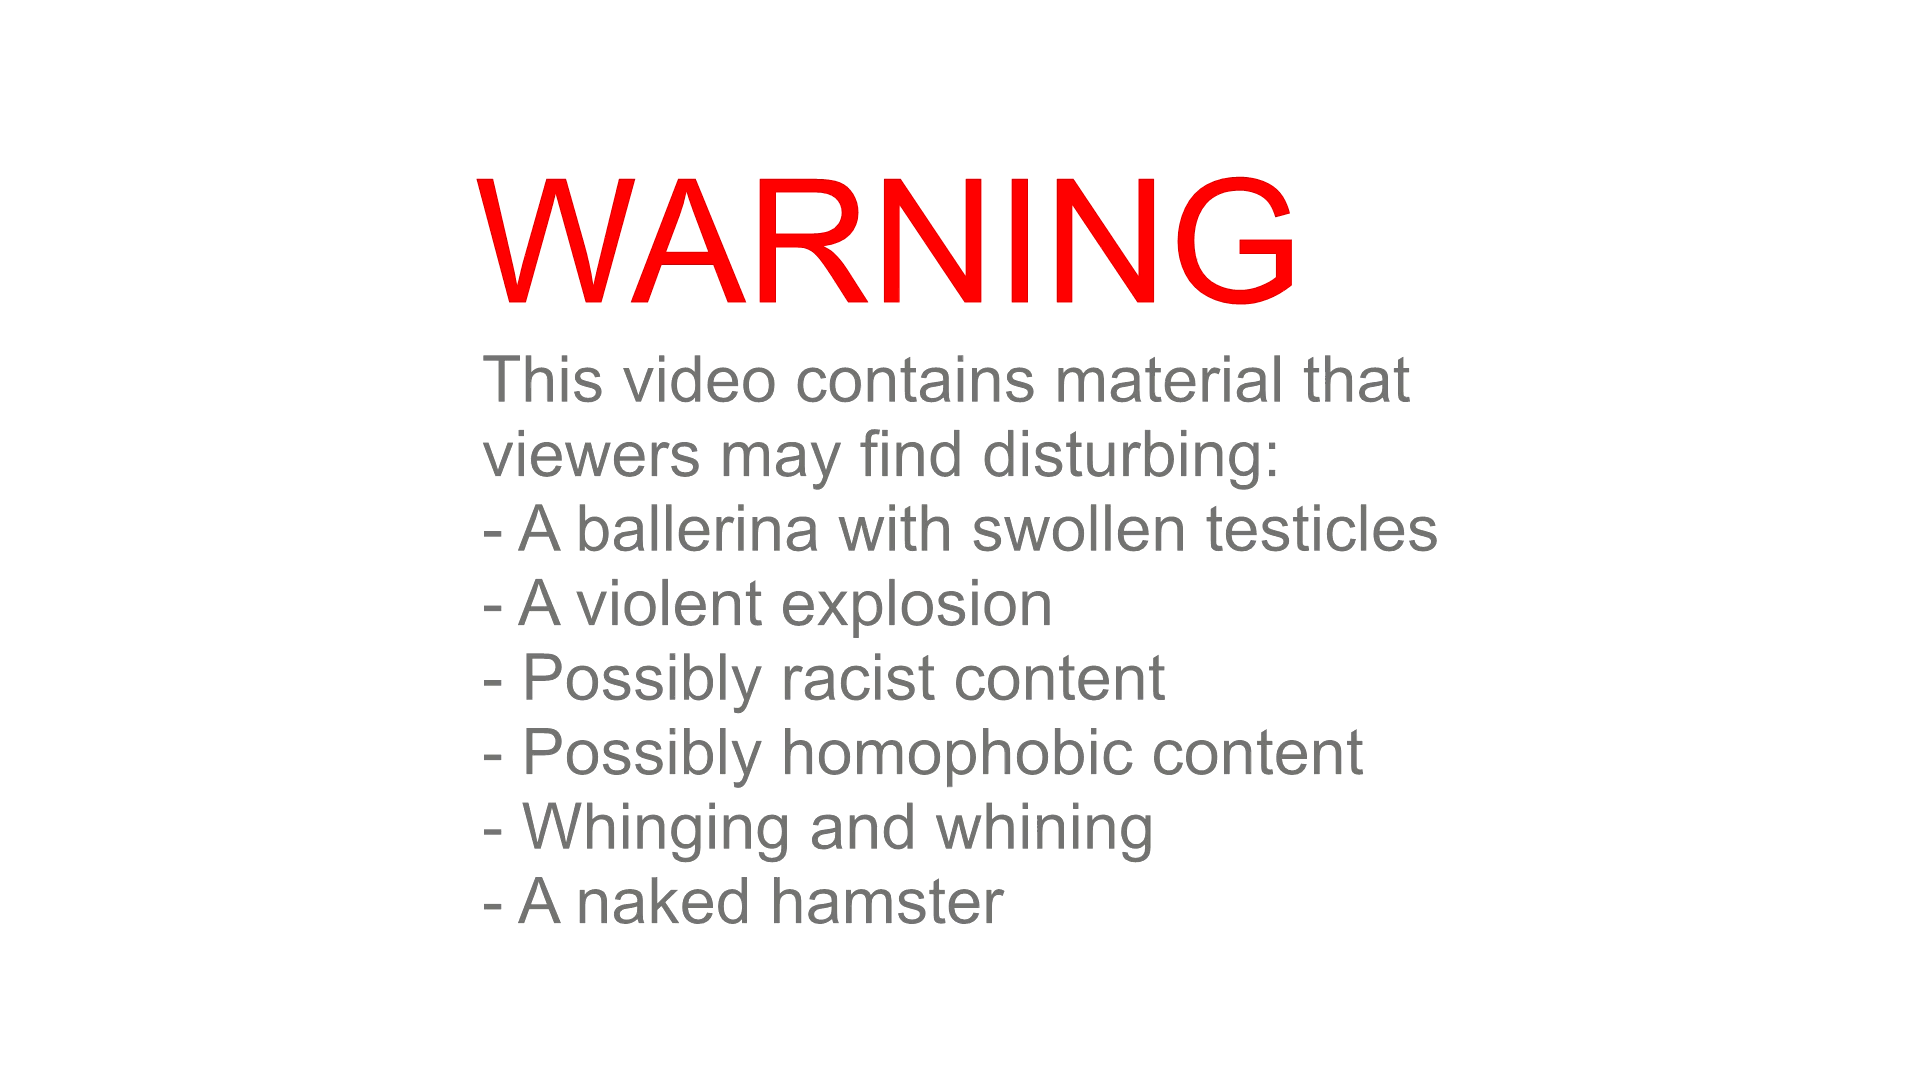 WARNING
This video contains material that
viewers may find disturbing:
- A ballerina with swollen testicles
- A violent explosion
- Possibly racist content
- Possibly homophobic content
- Whinging and whining
- A naked hamster